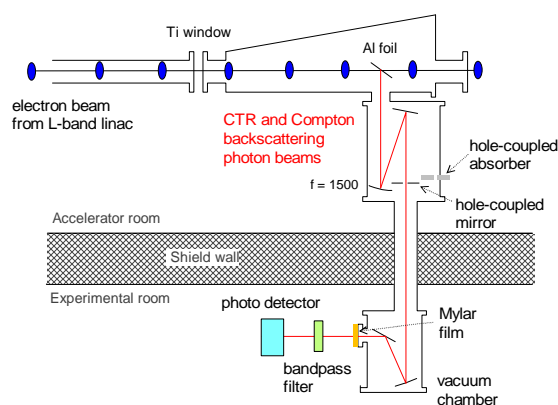 Ti window
Al foil
electron beam
from L-band linac
CTR and Compton
backscattering
photon beams
hole-coupled
absorber
f = 1500
hole-coupled
mirror
Accelerator room
Shield wall
Experimental room
photo detector
Mylar
film
bandpass
filter
vacuum
chamber